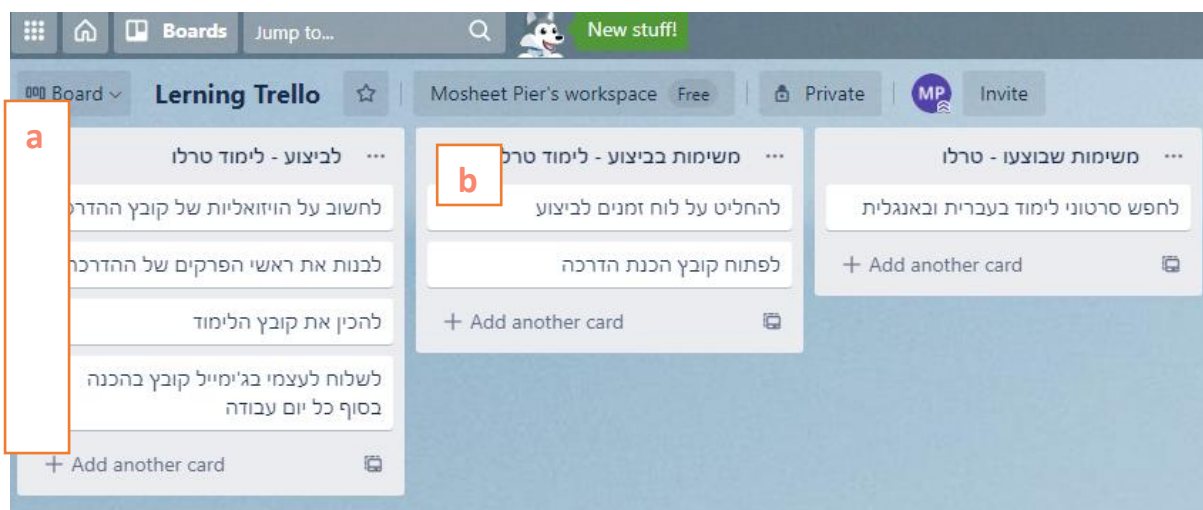 Boards
Jump to...
New stuff!
Board
Lerning Trello
Mosheet Pier's workspace Free
Private
MP
Invite
a
לביצוע - לימוד טרלו
לחשוב על הויזואליות של קובץ
לבנות את ראשי הפרקים של
להכין את קובץ הלימוד
לשלוח לעצמי בג'ימייל קובץ בהכנה
בסוף כל יום עבודה
+ Add another card
b
משימות בביצוע - לימוד
להחליט על לוח זמנים לביצוע
לפתוח קובץ הכנת הדרכה
+ Add another card
משימות שבוצעו - טרלו
לחפש סרטוני לימוד בעברית ובאנגלית
+ Add another card